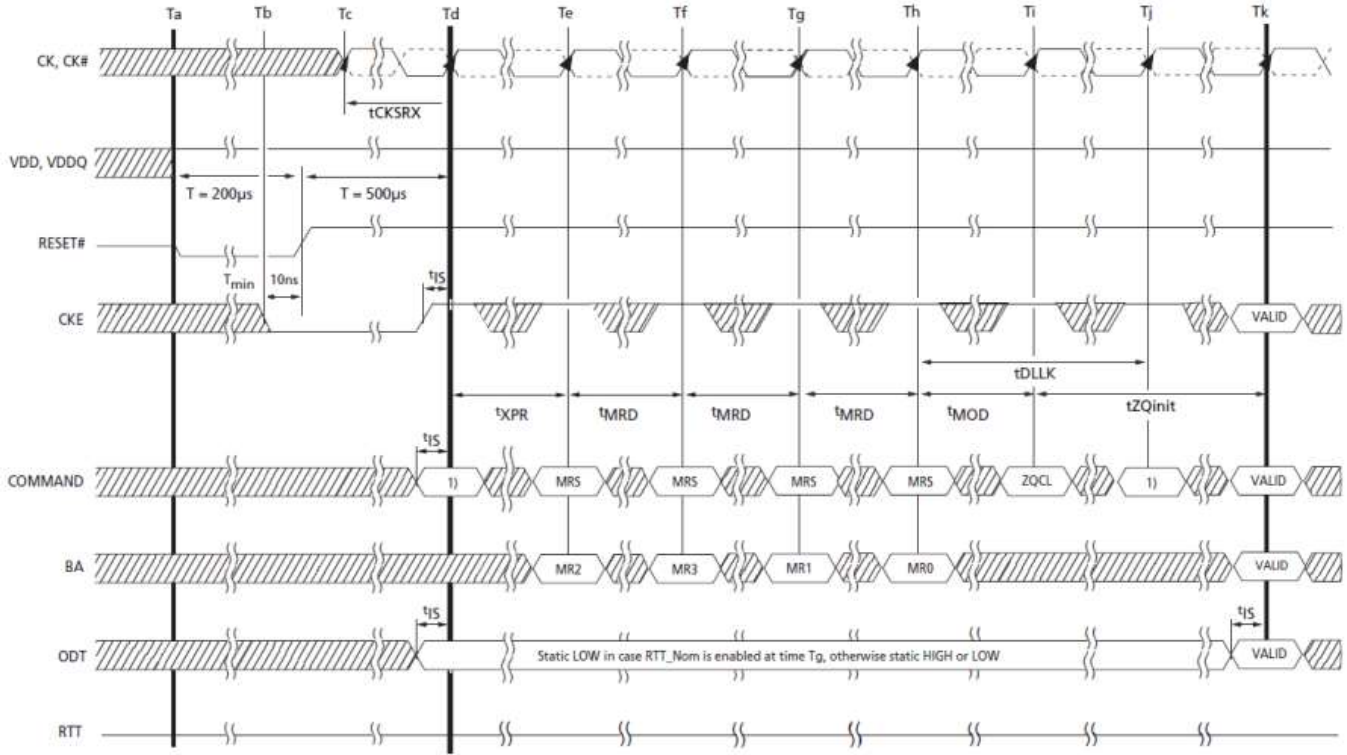 Ta Tb Tc Td Te Tf Tg Th Ti Tj Tk
CK, CK#
tCKSRX
VDD, VDDQ
T = 200µs T = 500µs
RESET#
Tmin 10ns tIS
CKE VALID
tDLLK
tXPR tMRD tMRD tMRD tMOD tZQinit
tIS
COMMAND 1) MRS MRS MRS MRS ZQCL 1) VALID
BA MR2 MR3 MR1 MR0 VALID
tIS tIS
ODT Static LOW in case RTT_Nom is enabled at time Tg, otherwise static HIGH or LOW VALID
RTT